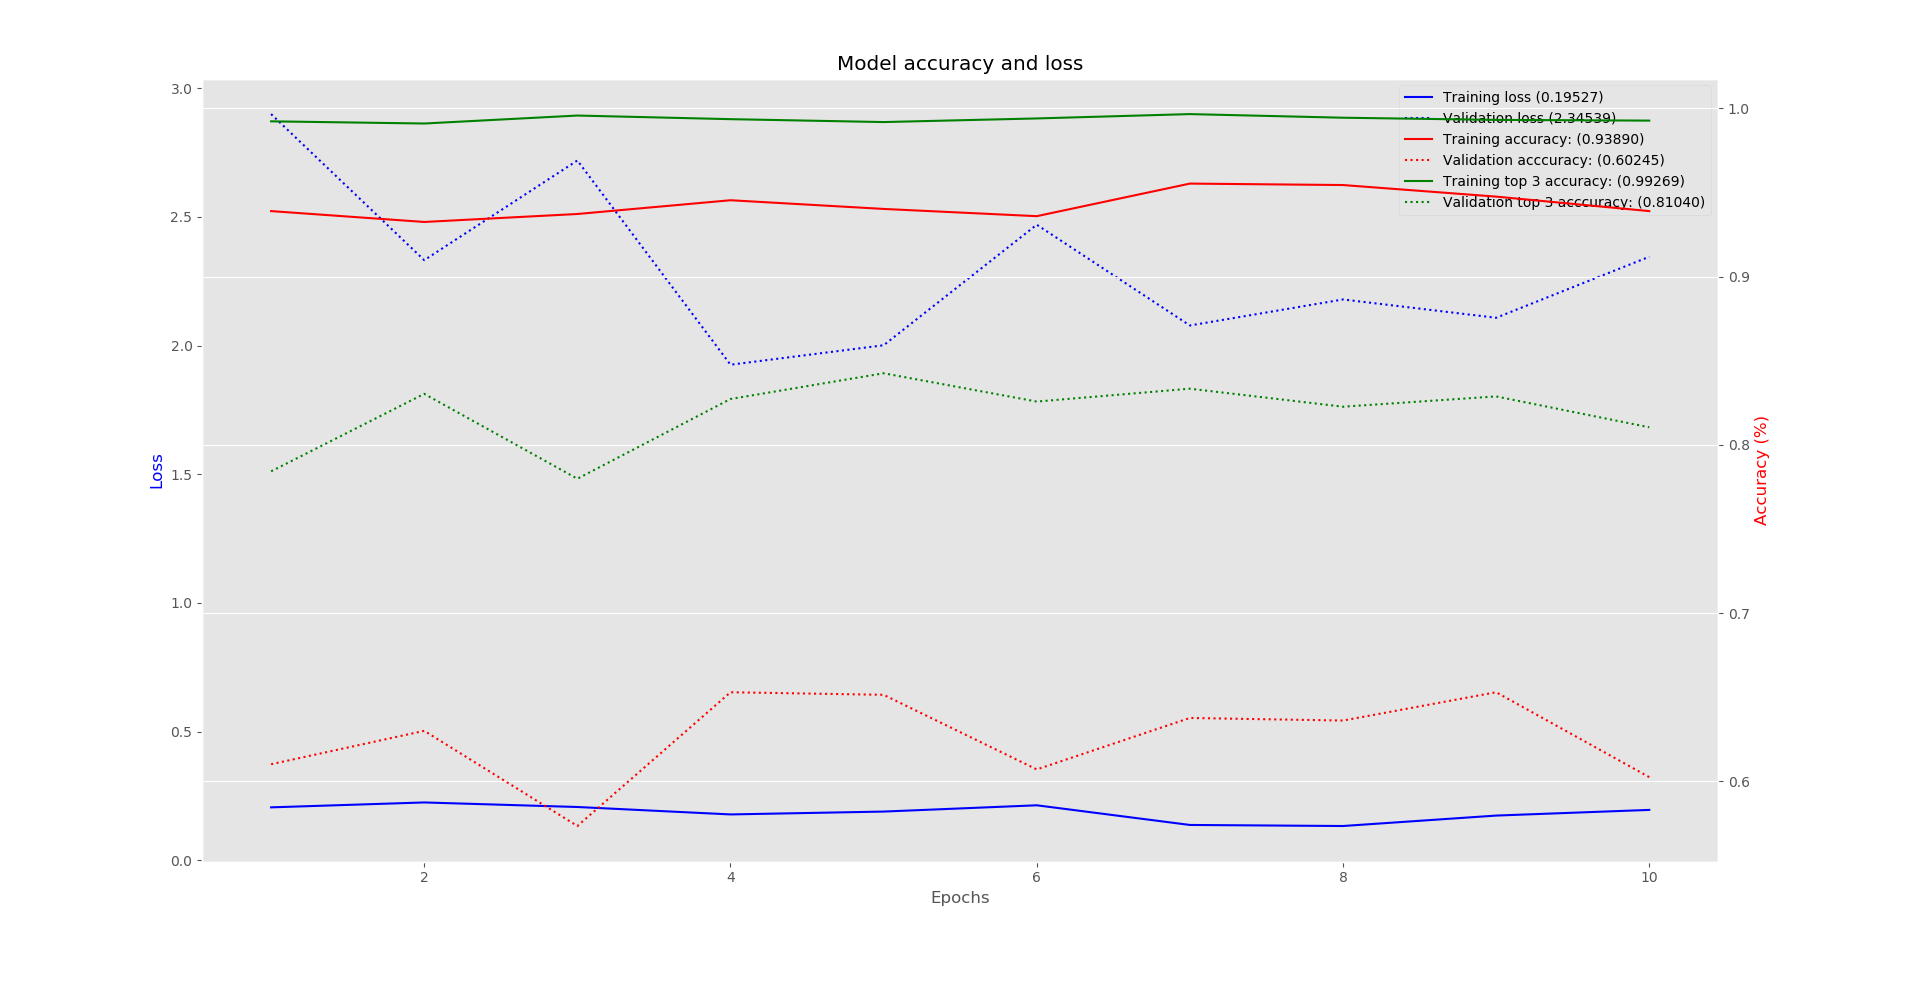 Model accuracy and loss
Training loss (0.19527)
Validation loss (2.34539)
Training accuracy: (0.93890)
Validation acccuracy: (0.60245)
Training top 3 accuracy: (0.99269)
Validation top 3 acccuracy: (0.81040)
3.0
2.5
2.0
1.5
1.0
0.5
0.0
Loss
1.0
0.9
0.8
0.7
0.6
Accuracy (%)
2 4 6 8 10
Epochs